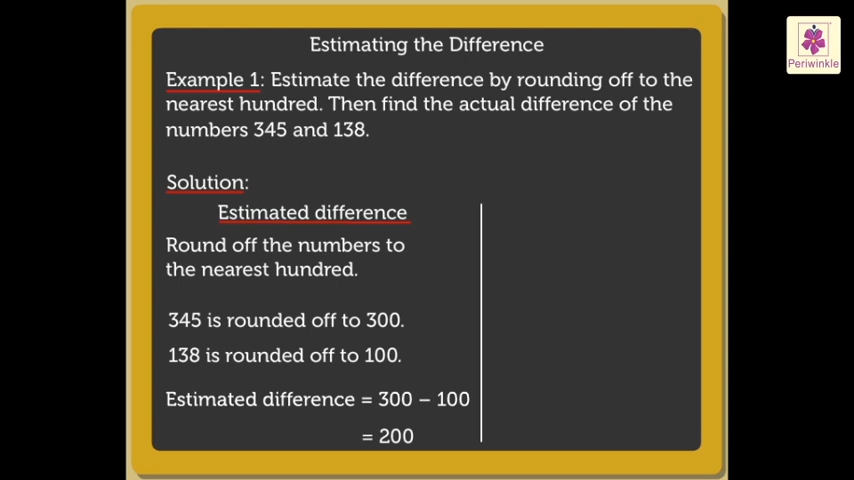 Estimating the Difference
Periwinkle
Example 1: Estimate the difference by rounding off to the
nearest hundred. Then find the actual difference of the
numbers 345 and 138.
Solution:
Estimated difference
Round off the numbers to
the nearest hundred.
345 is rounded off to 300.
138 is rounded off to 100.
Estimated difference = 300 – 100
= 200